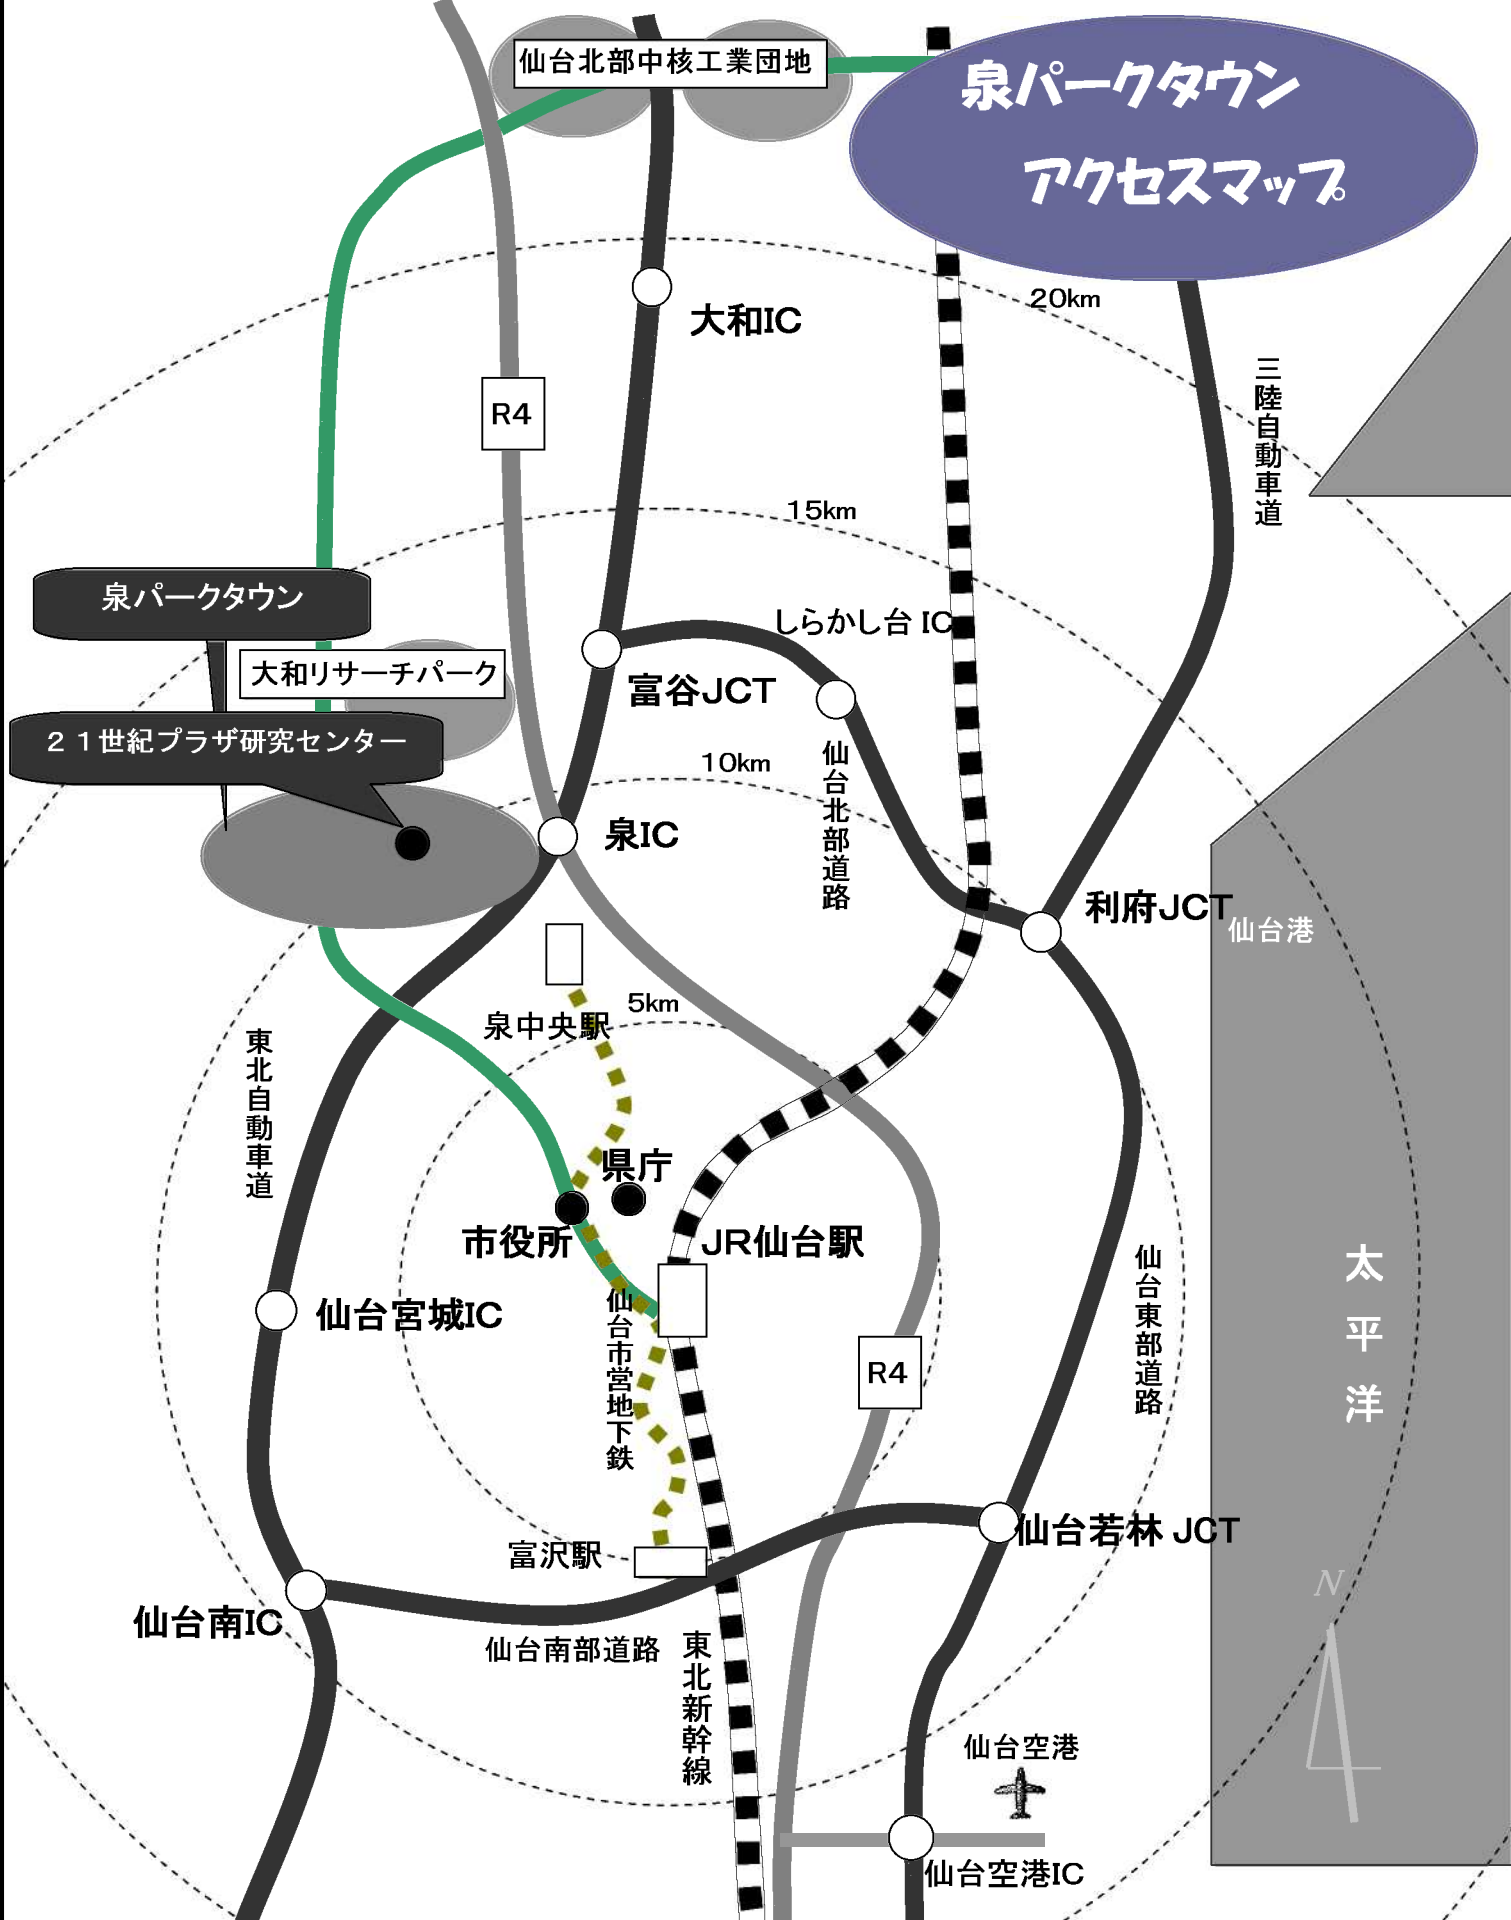 仙台北部中核工業団地
泉パークタウン
アクセスマップ
20km
大和IC
三陸自動車道
R4
15km
泉パークタウン
しらかし台 IC
大和リサーチパーク
富谷JCT
２１世紀プラザ研究センター
10km
仙台北部道路
泉IC
利府JCT
仙台港
5km
泉中央駅
東北自動車道
県庁
市役所
JR仙台駅
仙台東部道路
太平洋
仙台宮城IC
仙台市営地下鉄
R4
仙台若林 JCT
富沢駅
N
仙台南IC
仙台南部道路
東北新幹線
仙台空港
仙台空港IC